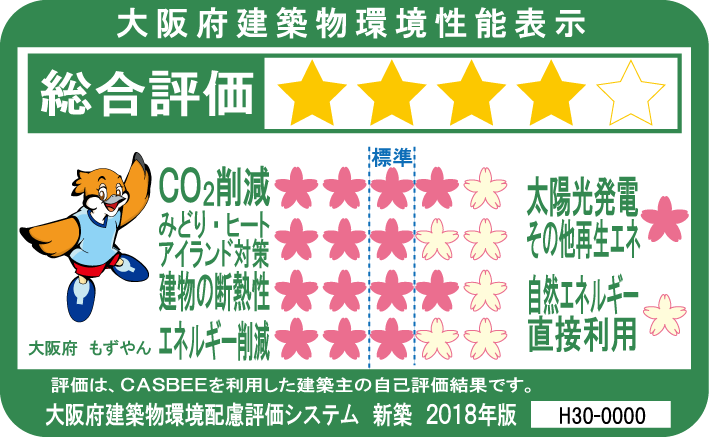 大阪府建築物環境性能表示
総合評価
標準
CO2削減
みどり・ヒート
アイランド対策
建物の断熱性
エネルギー削減
太陽光発電
その他再生エネ
自然エネルギー
直接利用
大阪府 もずやん
評価は、CASBEEを利用した建築主の自己評価結果です。
大阪府建築物環境配慮評価システム 新築 2018年版 H30-0000